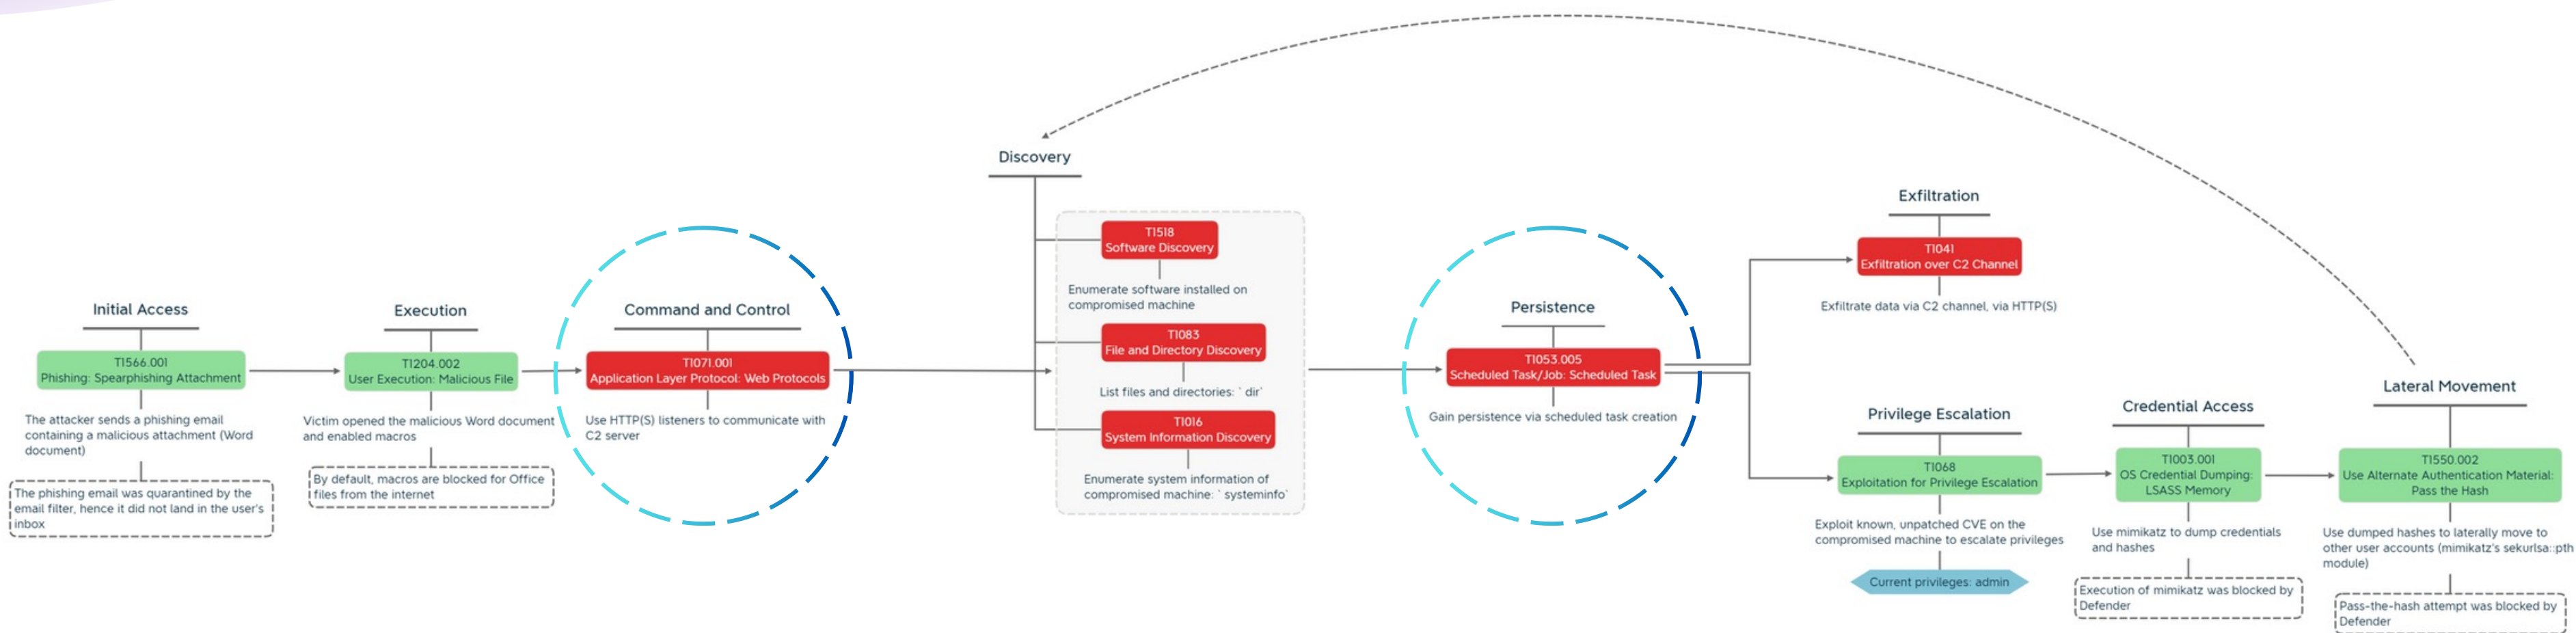 Initial Access
T1566.001
Phishing: Spearphishing Attachment
The attacker sends a phishing email
containing a malicious attachment (Word
document)
The phishing email was quarantined by the
email filter, hence it did not land in the user's
inbox
Execution
T1204.002
User Execution: Malicious File
Victim opened the malicious Word document
and enabled macros
By default, macros are blocked for Office
files from the internet
Command and Control
T1071.001
Application Layer Protocol: Web Protocols
Use HTTP(S) listeners to communicate with
C2 server
Discovery
T1518
Software Discovery
Enumerate software installed on
compromised machine
T1083
File and Directory Discovery
List files and directories: ` dir`
T1016
System Information Discovery
Enumerate system information of
compromised machine: ` systeminfo`
Persistence
T1053.005
Scheduled Task/Job: Scheduled Task
Gain persistence via scheduled task creation
Exfiltration
T1041
Exfiltration over C2 Channel
Exfiltrate data via C2 channel, via HTTP(S)
Privilege Escalation
T1068
Exploitation for Privilege Escalation
Exploit known, unpatched CVE on the
compromised machine to escalate privileges
Current privileges: admin
Credential Access
T1003.001
OS Credential Dumping:
LSASS Memory
Use mimikatz to dump credentials
and hashes
Execution of mimikatz was blocked by
Defender
Lateral Movement
T1550.002
Use Alternate Authentication Material:
Pass the Hash
Use dumped hashes to laterally move to
other user accounts (mimikatz's sekurlsa::pth
module)
Pass-the-hash attempt was blocked by
Defender